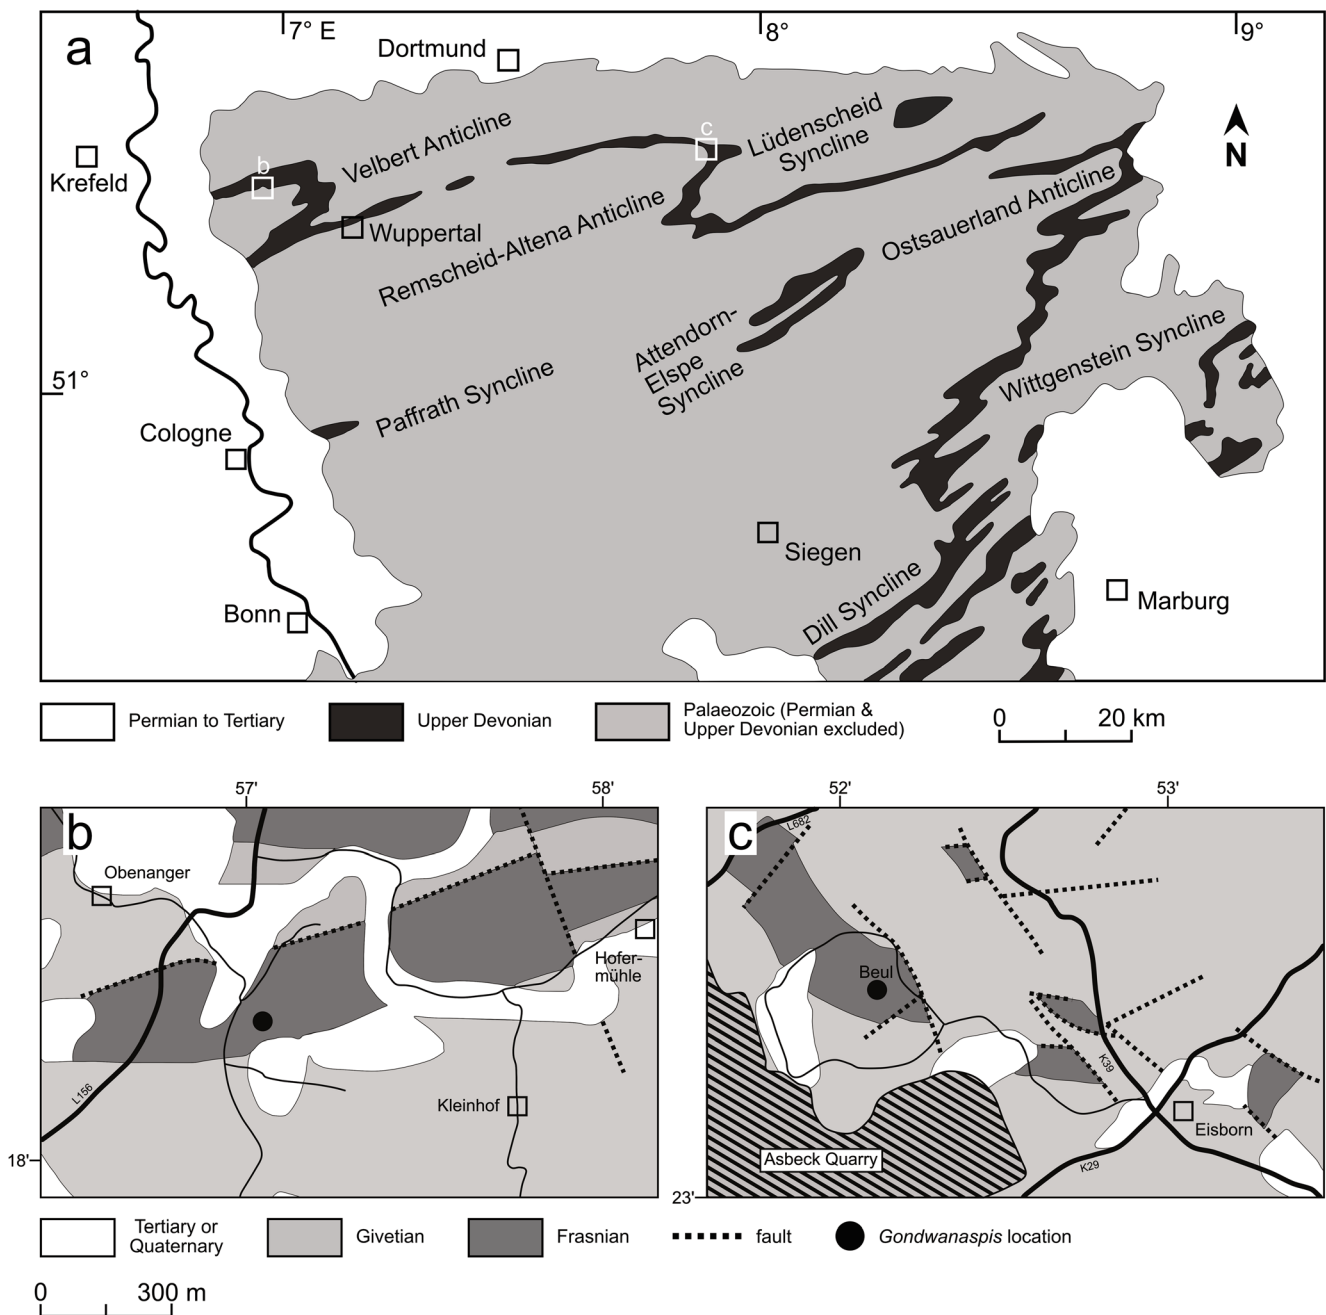 a
7° E
8°
9°
Dortmund
Krefeld
b
Velbert Anticline
c
Lüdenscheid
Syncline
N
Wuppertal
Remscheid-Altena Anticline
Ostsauerland Anticline
Attendorn-
Elspe
Syncline
Wittgenstein Syncline
51°
Paffrath Syncline
Cologne
Siegen
Dill Syncline
Bonn
Marburg
Permian to Tertiary
Upper Devonian
Palaeozoic (Permian &
Upper Devonian excluded)
0 20 km
57'
58'
b
Obenanger
Hofer-
mühle
L156
Kleinhof
18'
52'
53'
c
L682
Beul
K39
Eisborn
Asbeck Quarry
K29
23'
Tertiary or
Quaternary
Givetian
Frasnian
fault
Gondwanaspis location
0 300 m